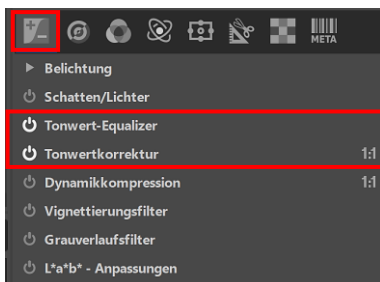 META
Belichtung
Schatten/Lichter
Tonwert-Equalizer
Tonwertkorrektur 1:1
Dynamikkompression 1:1
Vignettierungsfilter
Grauverlaufsfilter
L*a*b* - Anpassungen